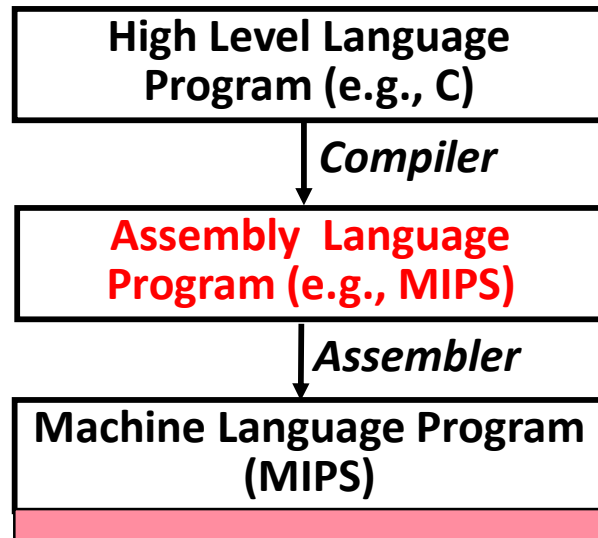 High Level Language
Program (e.g., C)
Compiler
Assembly Language
Program (e.g., MIPS)
Assembler
Machine Language Program
(MIPS)